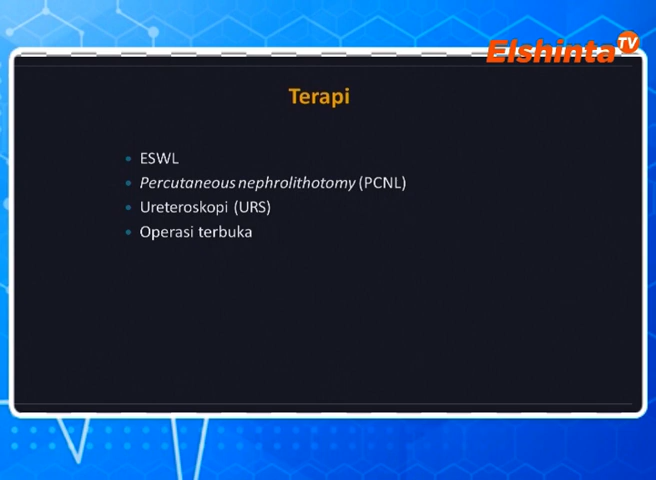 Elshinta TV
Terapi
• ESWL
• Percutaneous nephrolithotomy (PCNL)
• Ureteroskopi (URS)
• Operasi terbuka